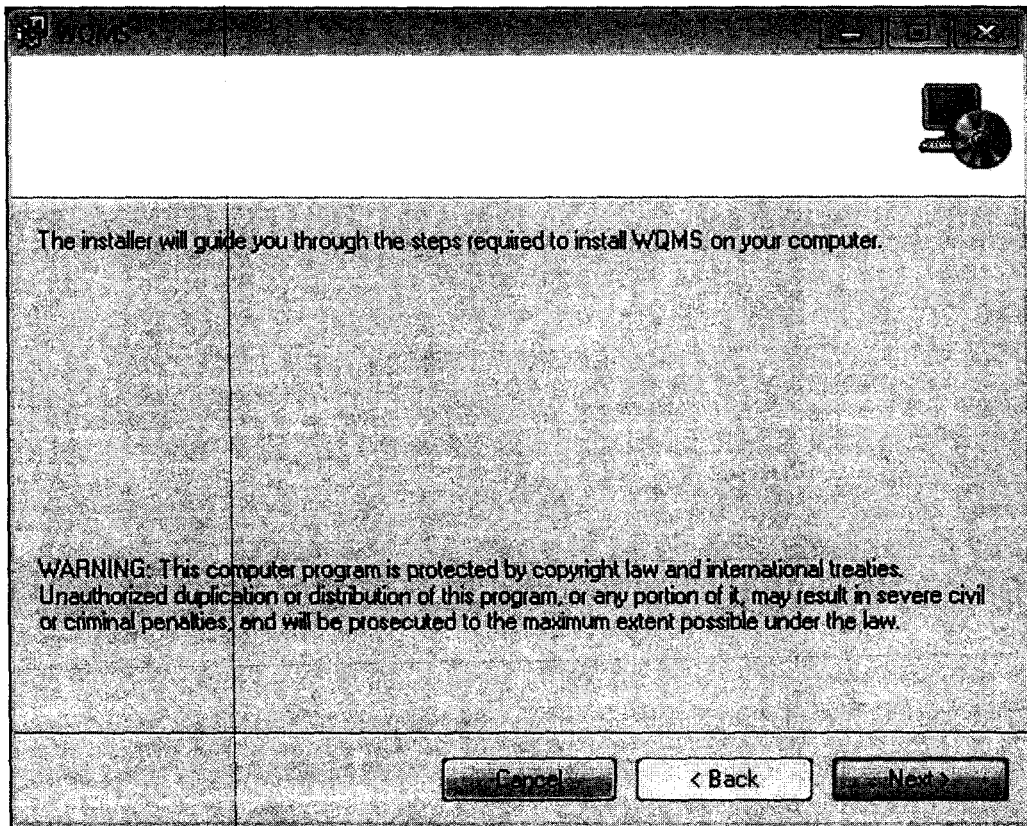 WQMS
The installer will guide you through the steps required to install WQMS on your computer.
WARNING: This computer program is protected by copyright law and international treaties.
Unauthorized duplication or distribution of this program, or any portion of it, may result in severe civil
or criminal penalties, and will be prosecuted to the maximum extent possible under the law.
Cancel
< Back
Next >